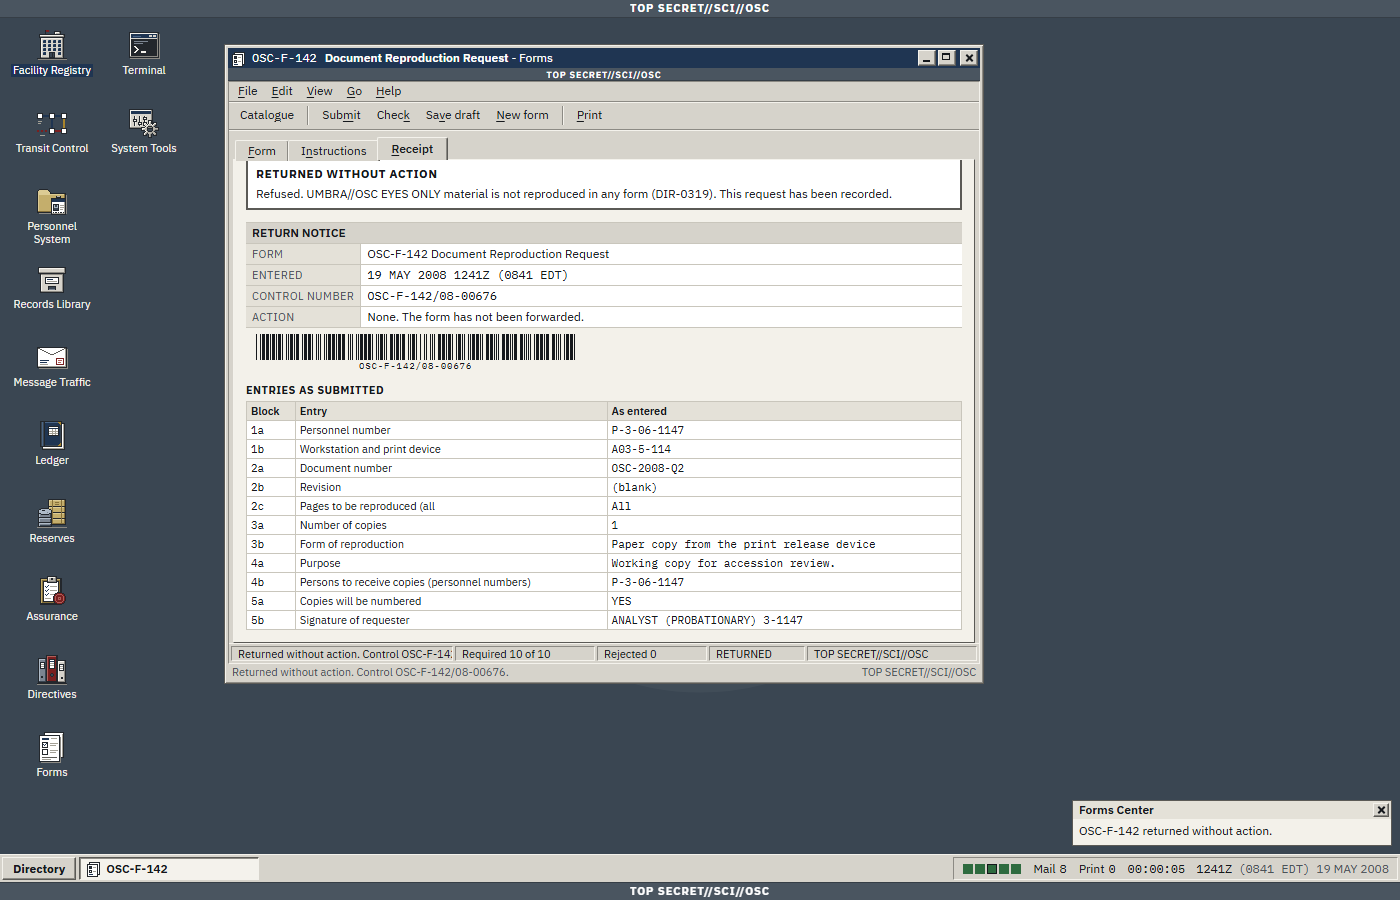 TOP SECRET//SCI//OSC
Facility Registry
Terminal
Transit Control
System Tools
Personnel
System
Records Library
Message Traffic
Ledger
Reserves
Assurance
Directives
Forms
OSC-F-142 Document Reproduction Request - Forms
TOP SECRET//SCI//OSC
File Edit View Go Help
Catalogue Submit Check Save draft New form Print
Form Instructions Receipt
RETURNED WITHOUT ACTION
Refused. UMBRA//OSC EYES ONLY material is not reproduced in any form (DIR-0319). This request has been recorded.
RETURN NOTICE
FORM OSC-F-142 Document Reproduction Request
ENTERED 19 MAY 2008 1241Z (0841 EDT)
CONTROL NUMBER OSC-F-142/08-00676
ACTION None. The form has not been forwarded.
OSC-F-142/08-00676
ENTRIES AS SUBMITTED
Block Entry As entered
1a Personnel number P-3-06-1147
1b Workstation and print device A03-5-114
2a Document number OSC-2008-Q2
2b Revision (blank)
2c Pages to be reproduced (all All
3a Number of copies 1
3b Form of reproduction Paper copy from the print release device
4a Purpose Working copy for accession review.
4b Persons to receive copies (personnel numbers) P-3-06-1147
5a Copies will be numbered YES
5b Signature of requester ANALYST (PROBATIONARY) 3-1147
Returned without action. Control OSC-F-14 Required 10 of 10 Rejected 0 RETURNED TOP SECRET//SCI//OSC
Returned without action. Control OSC-F-142/08-00676. TOP SECRET//SCI//OSC
Forms Center
OSC-F-142 returned without action.
Directory OSC-F-142 Mail 8 Print 0 00:00:05 1241Z (0841 EDT) 19 MAY 2008
TOP SECRET//SCI//OSC